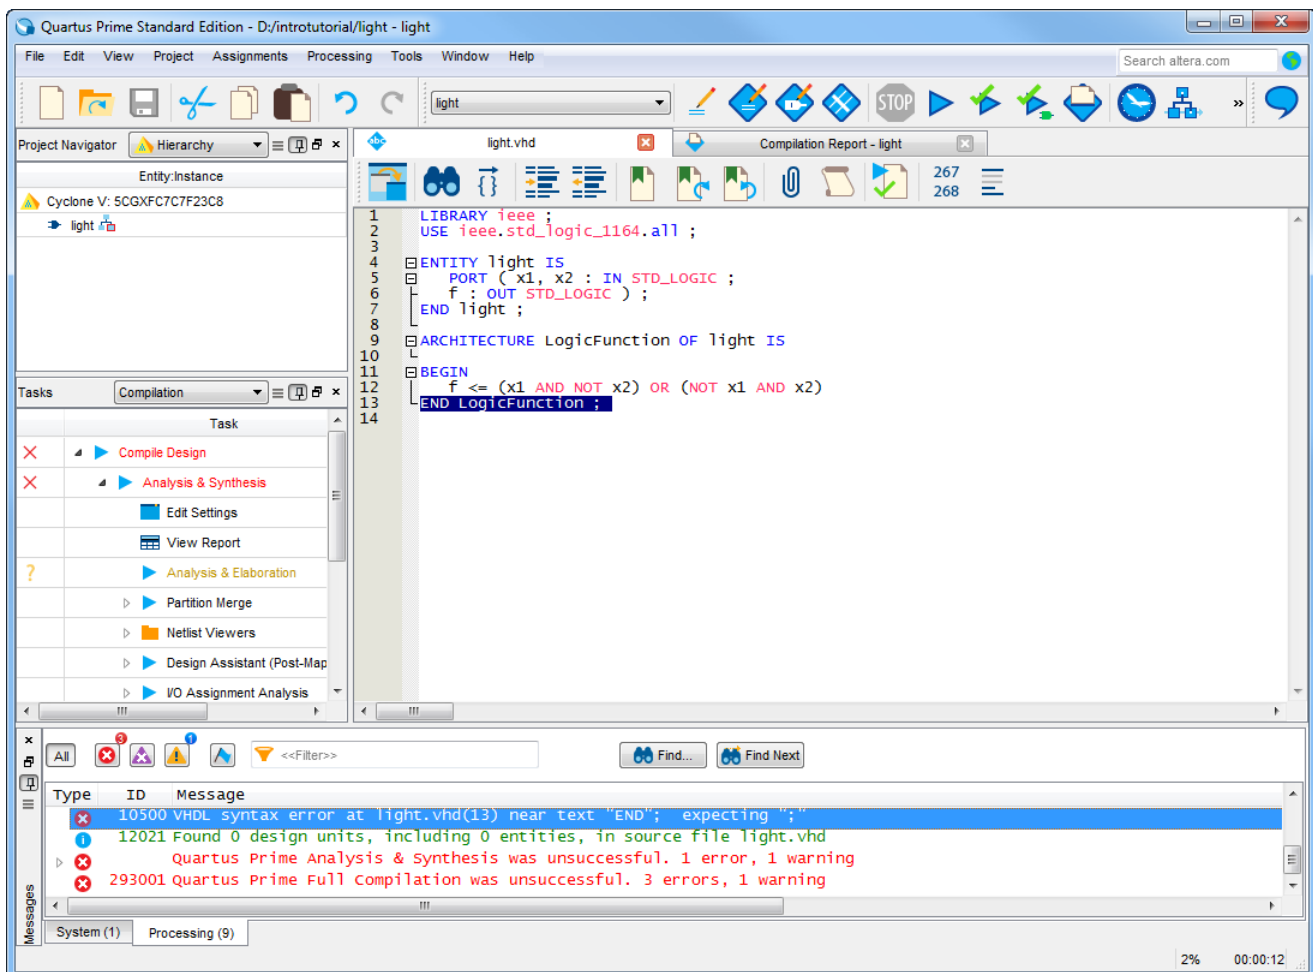 Quartus Prime Standard Edition - D:/introtutorial/light - light
File Edit View Project Assignments Processing Tools Window Help
Search altera.com
light
STOP
»
Project Navigator
Hierarchy
Entity:Instance
Cyclone V: 5CGXFC7C7F23C8
light
abc
light.vhd
Compilation Report - light
267
268
1 LIBRARY ieee ;
2 USE ieee.std_logic_1164.all ;
3
4 ENTITY light IS
5 PORT ( x1, x2 : IN STD_LOGIC ;
6 f : OUT STD_LOGIC ) ;
7 END light ;
8
9 ARCHITECTURE LogicFunction OF light IS
10
11 BEGIN
12 f <= (x1 AND NOT x2) OR (NOT x1 AND x2)
13 END LogicFunction ;
14
Tasks
Compilation
Task
Compile Design
Analysis & Synthesis
Edit Settings
View Report
? Analysis & Elaboration
Partition Merge
Netlist Viewers
Design Assistant (Post-Map
I/O Assignment Analysis
All
3
1
<<Filter>>
Find...
Find Next
Type ID Message
10500 VHDL syntax error at light.vhd(13) near text "END"; expecting ";"
12021 Found 0 design units, including 0 entities, in source file light.vhd
Quartus Prime Analysis & Synthesis was unsuccessful. 1 error, 1 warning
293001 Quartus Prime Full Compilation was unsuccessful. 3 errors, 1 warning
Messages
System (1) Processing (9)
2% 00:00:12